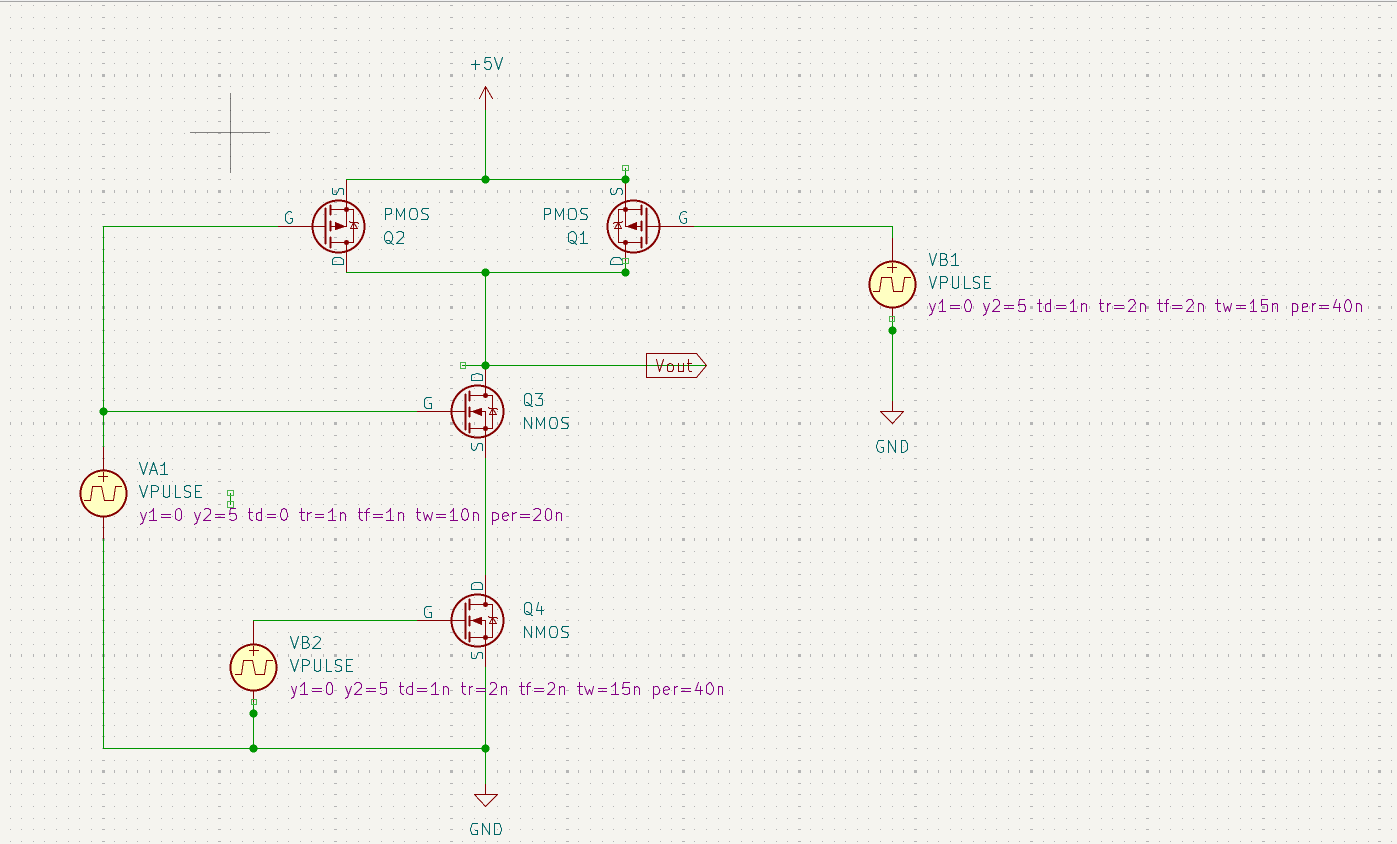 +5V
S
G
PMOS
Q2
D
S
PMOS
G
Q1
D
VB1
VPULSE
y1=0 y2=5 td=1n tr=2n tf=2n tw=15n per=40n
GND
Vout
D
G
Q3
NMOS
S
VA1
VPULSE
y1=0 y2=5 td=0 tr=1n tf=1n tw=10n per=20n
D
G
Q4
NMOS
S
VB2
VPULSE
y1=0 y2=5 td=1n tr=2n tf=2n tw=15n per=40n
GND